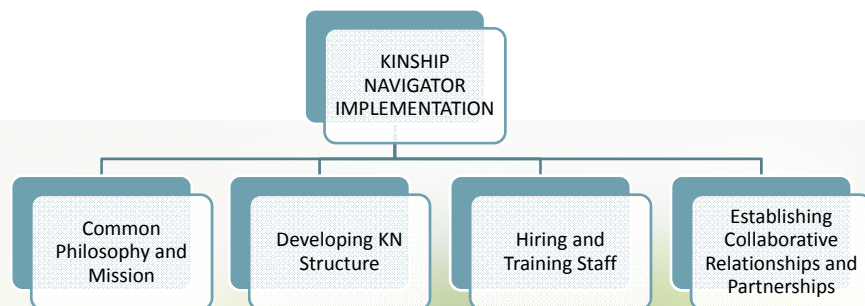 KINSHIP
NAVIGATOR
IMPLEMENTATION
Common
Philosophy and
Mission
Developing KN
Structure
Hiring and
Training Staff
Establishing
Collaborative
Relationships and
Partnerships